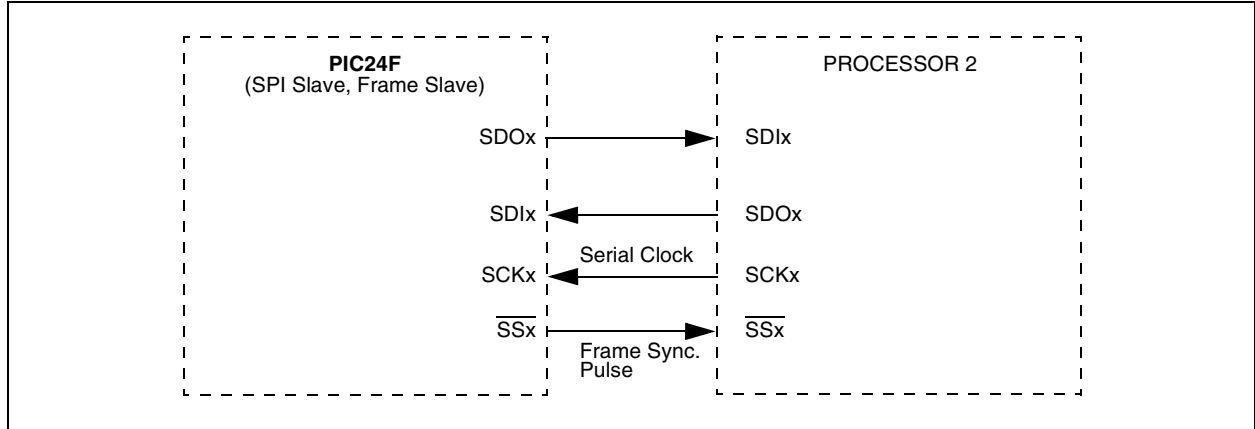 PIC24F
(SPI Slave, Frame Slave)
PROCESSOR 2
SDOx
SDIx
SDIx
SDOx
Serial Clock
SCKx
SCKx
SSx
SSx
Frame Sync.
Pulse